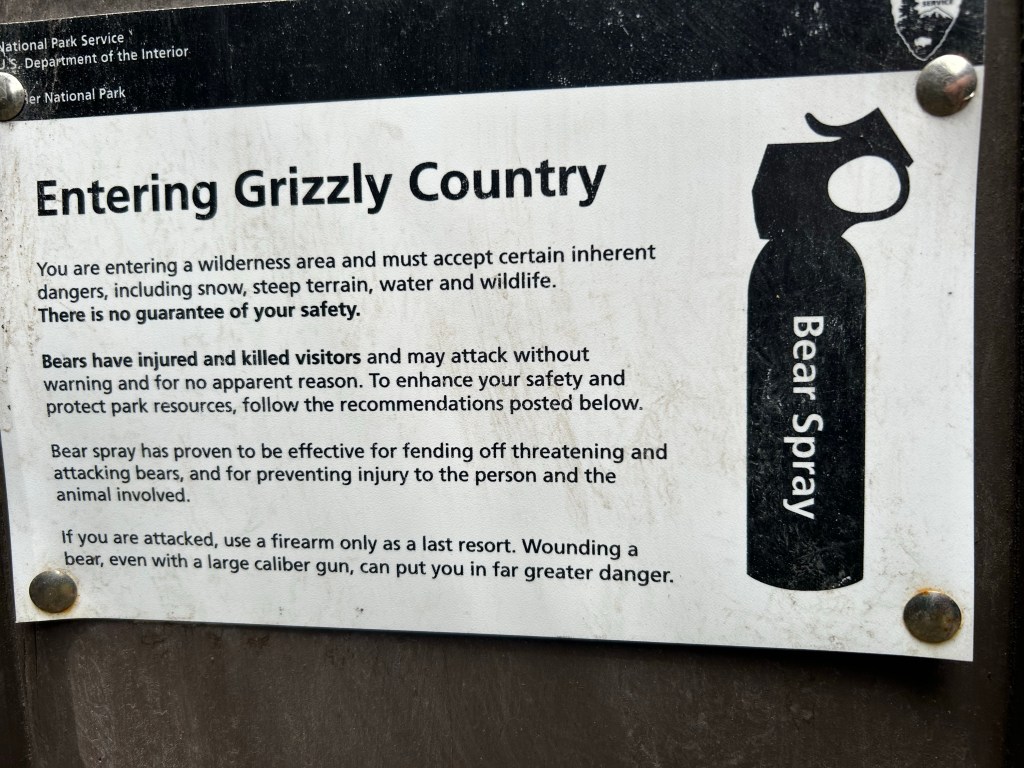 National Park Service
U.S. Department of the Interior
SERVICE
National Park
Entering Grizzly Country
You are entering a wilderness area and must accept certain inherent
dangers, including snow, steep terrain, water and wildlife.
There is no guarantee of your safety.
Bears have injured and killed visitors and may attack without
warning and for no apparent reason. To enhance your safety and
protect park resources, follow the recommendations posted below.
Bear spray has proven to be effective for fending off threatening and
attacking bears, and for preventing injury to the person and the
animal involved.
If you are attacked, use a firearm only as a last resort. Wounding a
bear, even with a large caliber gun, can put you in far greater danger.
Bear Spray